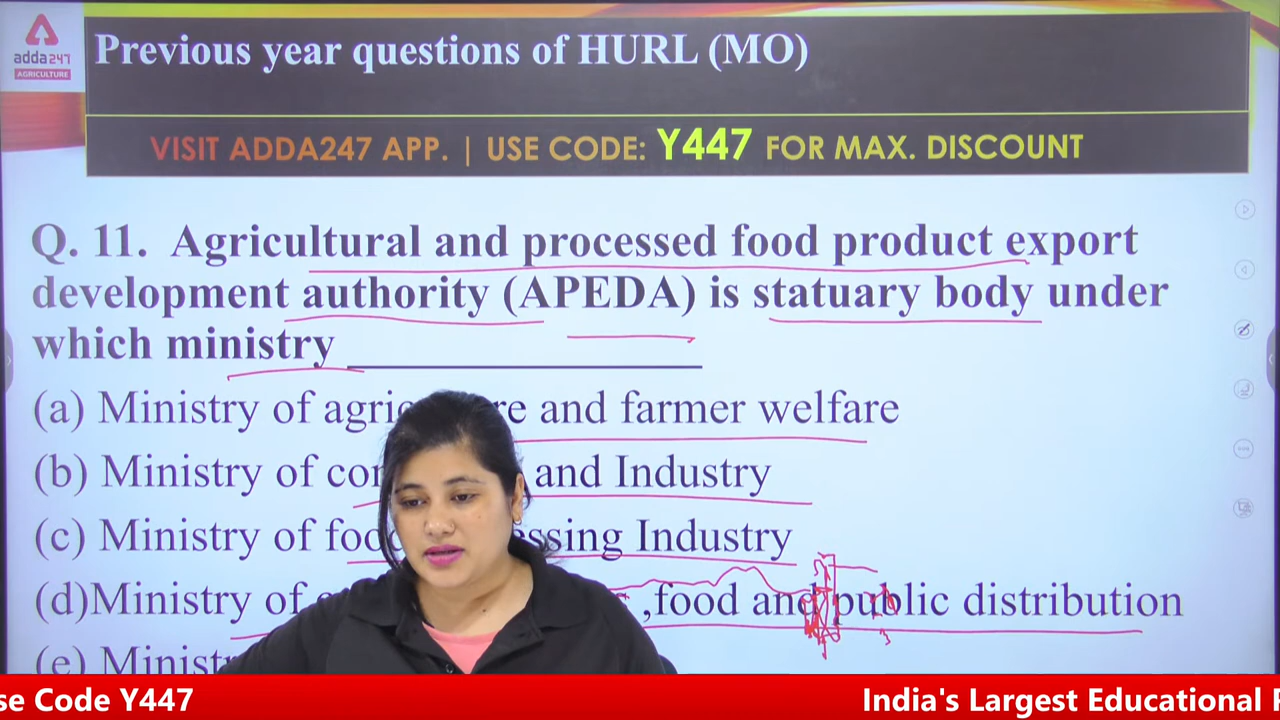 adda247
AGRICULTURE
Previous year questions of HURL (MO)
VISIT ADDA247 APP. | USE CODE: Y447 FOR MAX. DISCOUNT
Q. 11. Agricultural and processed food product export
development authority (APEDA) is statuary body under
which ministry
(a) Ministry of agric re and farmer welfare
(b) Ministry of co and Industry
(c) Ministry of foo essing Industry
(d)Ministry of ,food and public distribution
(e) Minist
se Code Y447
India's Largest Educational